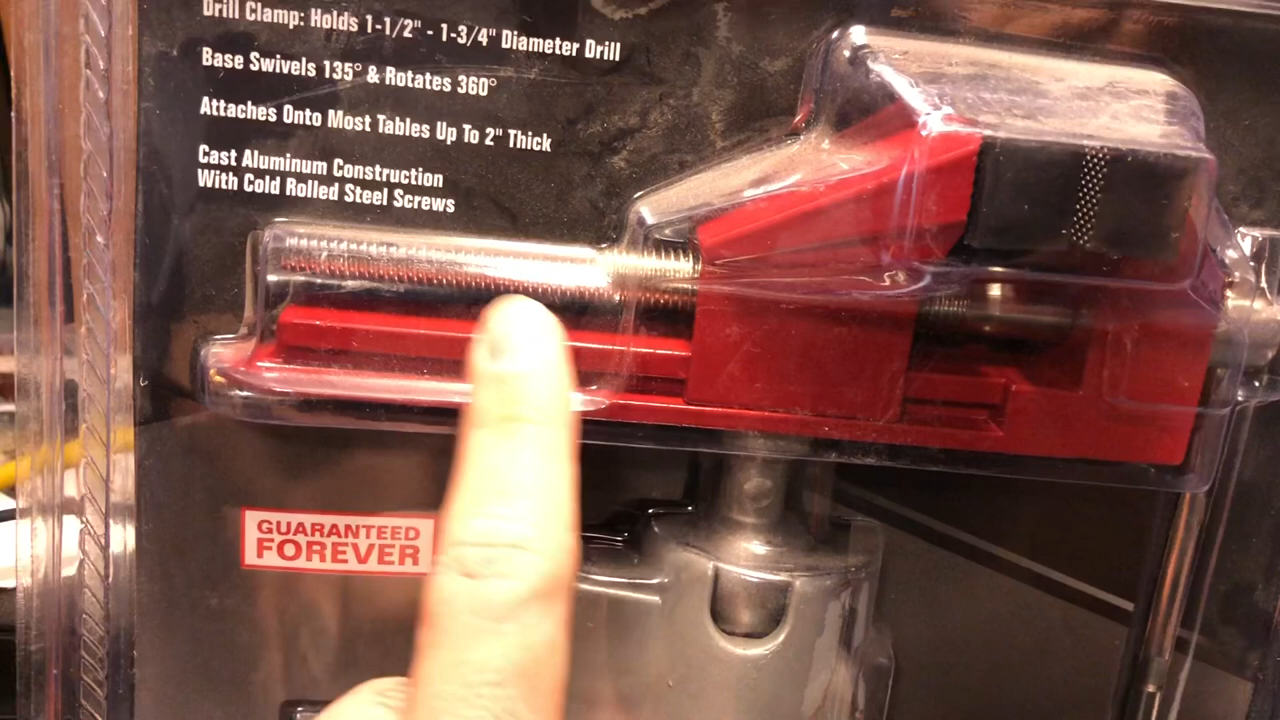 Drill Clamp: Holds 1-1/2" - 1-3/4" Diameter Drill
Base Swivels 135° & Rotates 360°
Attaches Onto Most Tables Up To 2" Thick
Cast Aluminum Construction
With Cold Rolled Steel Screws
GUARANTEED
FOREVER